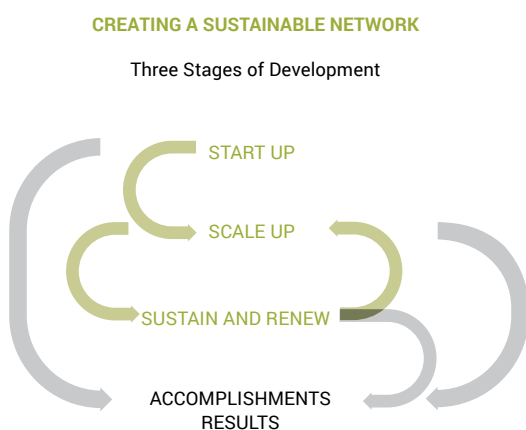 CREATING A SUSTAINABLE NETWORK
Three Stages of Development
START UP
SCALE UP
SUSTAIN AND RENEW
ACCOMPLISHMENTS
RESULTS